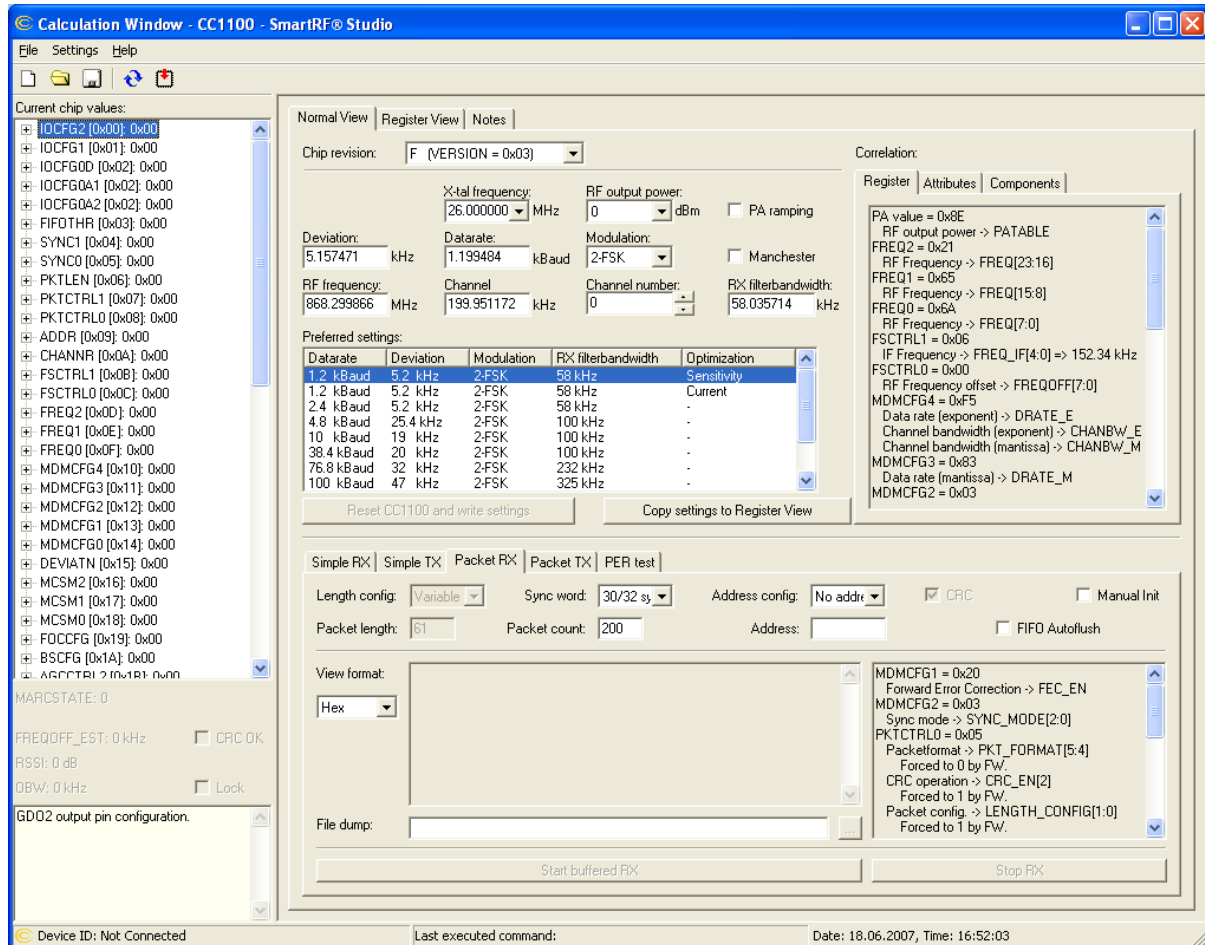 Calculation Window - CC1100 - SmartRF® Studio
File Settings Help
Current chip values:
IOCFG2 [0x00]: 0x00
IOCFG1 [0x01]: 0x00
IOCFG0D [0x02]: 0x00
IOCFG0A1 [0x02]: 0x00
IOCFG0A2 [0x02]: 0x00
FIFOTHR [0x03]: 0x00
SYNC1 [0x04]: 0x00
SYNC0 [0x05]: 0x00
PKTLEN [0x06]: 0x00
PKTCTRL1 [0x07]: 0x00
PKTCTRL0 [0x08]: 0x00
ADDR [0x09]: 0x00
CHANNR [0x0A]: 0x00
FSCTRL1 [0x0B]: 0x00
FSCTRL0 [0x0C]: 0x00
FREQ2 [0x0D]: 0x00
FREQ1 [0x0E]: 0x00
FREQ0 [0x0F]: 0x00
MDMCFG4 [0x10]: 0x00
MDMCFG3 [0x11]: 0x00
MDMCFG2 [0x12]: 0x00
MDMCFG1 [0x13]: 0x00
MDMCFG0 [0x14]: 0x00
DEVIATN [0x15]: 0x00
MCSM2 [0x16]: 0x00
MCSM1 [0x17]: 0x00
MCSM0 [0x18]: 0x00
FOCCFG [0x19]: 0x00
BSCFG [0x1A]: 0x00
AGCCTRL2 [0x1B]: 0x00
MARCSTATE: 0
FREQOFF_EST: 0 kHz CRC OK
RSSI: 0 dB
OBW: 0 kHz Lock
GDO2 output pin configuration.
Normal View Register View Notes
Chip revision: F (VERSION = 0x03)
X-tal frequency: RF output power:
26.000000 MHz 0 dBm PA ramping
Deviation: Datarate: Modulation:
5.157471 kHz 1.199484 kBaud 2-FSK Manchester
RF frequency: Channel Channel number: RX filterbandwidth:
868.299866 MHz 199.951172 kHz 0 58.035714 kHz
Preferred settings:
Datarate Deviation Modulation RX filterbandwidth Optimization
1.2 kBaud 5.2 kHz 2-FSK 58 kHz Sensitivity
1.2 kBaud 5.2 kHz 2-FSK 58 kHz Current
2.4 kBaud 5.2 kHz 2-FSK 58 kHz -
4.8 kBaud 25.4 kHz 2-FSK 100 kHz -
10 kBaud 19 kHz 2-FSK 100 kHz -
38.4 kBaud 20 kHz 2-FSK 100 kHz -
76.8 kBaud 32 kHz 2-FSK 232 kHz -
100 kBaud 47 kHz 2-FSK 325 kHz -
Reset CC1100 and write settings Copy settings to Register View
Correlation:
Register Attributes Components
PA value = 0x8E
RF output power -> PATABLE
FREQ2 = 0x21
RF Frequency -> FREQ[23:16]
FREQ1 = 0x65
RF Frequency -> FREQ[15:8]
FREQ0 = 0x6A
RF Frequency -> FREQ[7:0]
FSCTRL1 = 0x06
IF Frequency -> FREQ_IF[4:0] => 152.34 kHz
FSCTRL0 = 0x00
RF Frequency offset -> FREQOFF[7:0]
MDMCFG4 = 0xF5
Data rate (exponent) -> DRATE_E
Channel bandwidth (exponent) -> CHANBW_E
Channel bandwidth (mantissa) -> CHANBW_M
MDMCFG3 = 0x83
Data rate (mantissa) -> DRATE_M
MDMCFG2 = 0x03
Simple RX Simple TX Packet RX Packet TX PER test
Length config: Variable Sync word: 30/32 sy Address config: No addre CRC Manual Init
Packet length: 61 Packet count: 200 Address: FIFO Autoflush
View format:
Hex
File dump: ...
MDMCFG1 = 0x20
Forward Error Correction -> FEC_EN
MDMCFG2 = 0x03
Sync mode -> SYNC_MODE[2:0]
PKTCTRL0 = 0x05
Packetformat -> PKT_FORMAT[5:4]
Forced to 0 by FW.
CRC operation -> CRC_EN[2]
Forced to 1 by FW.
Packet config. -> LENGTH_CONFIG[1:0]
Forced to 1 by FW.
Start buffered RX Stop RX
Device ID: Not Connected Last executed command: Date: 18.06.2007, Time: 16:52:03